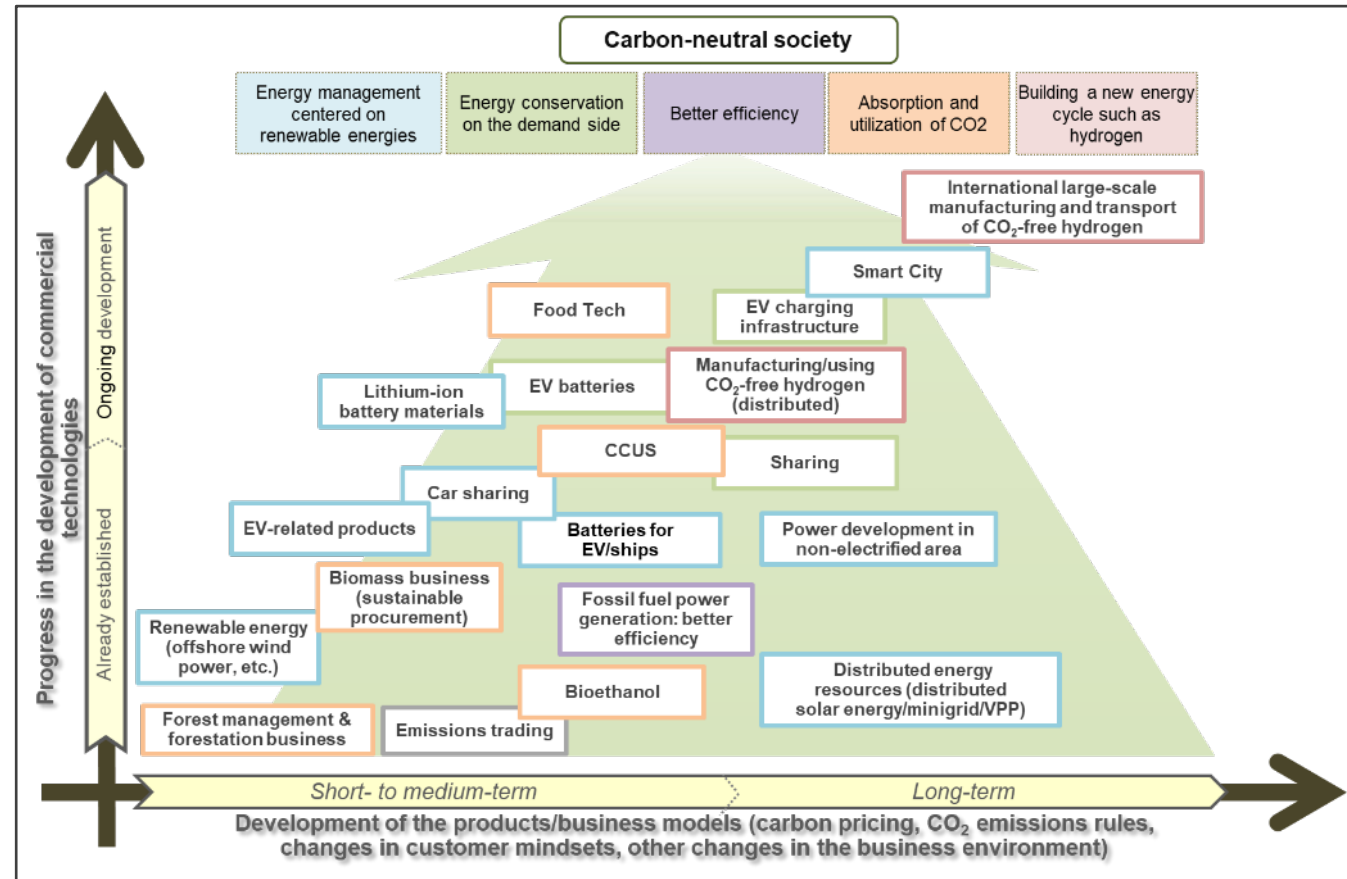 Carbon-neutral society
Energy management
centered on
renewable energies
Energy conservation
on the demand side
Better efficiency
Absorption and
utilization of CO2
Building a new energy
cycle such as
hydrogen
International large-scale
manufacturing and transport
of CO₂-free hydrogen
Smart City
Food Tech
EV charging
infrastructure
Lithium-ion
battery materials
EV batteries
Manufacturing/using
CO₂-free hydrogen
(distributed)
CCUS
Sharing
Car sharing
EV-related products
Batteries for
EV/ships
Power development in
non-electrified area
Biomass business
(sustainable
procurement)
Fossil fuel power
generation: better
efficiency
Renewable energy
(offshore wind
power, etc.)
Distributed energy
resources (distributed
solar energy/minigrid/VPP)
Bioethanol
Forest management &
forestation business
Emissions trading
Progress in the development of commercial
technologies
Ongoing development
Already established
Short- to medium-term
Long-term
Development of the products/business models (carbon pricing, CO₂ emissions rules,
changes in customer mindsets, other changes in the business environment)